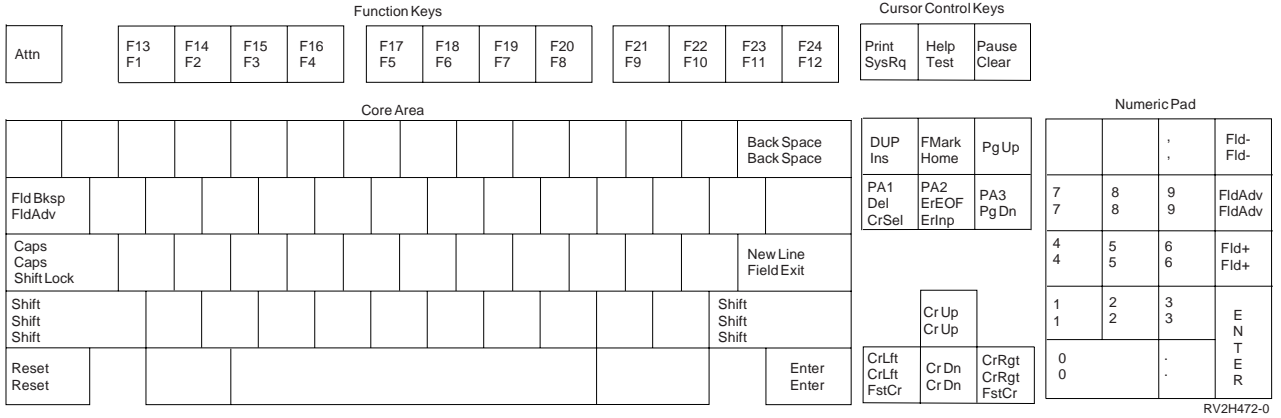 Function Keys
Cursor Control Keys
Attn
F13
F1
F14
F2
F15
F3
F16
F4
F17
F5
F18
F6
F19
F7
F20
F8
F21
F9
F22
F10
F23
F11
F24
F12
Print
SysRq
Help
Test
Pause
Clear
Core Area
Numeric Pad
Back Space
Back Space
Fld Bksp
FldAdv
Caps
Caps
Shift Lock
New Line
Field Exit
Shift
Shift
Shift
Shift
Shift
Shift
Reset
Reset
Enter
Enter
DUP
Ins
FMark
Home
Pg Up
PA1
Del
CrSel
PA2
ErEOF
ErInp
PA3
Pg Dn
Cr Up
Cr Up
CrLft
CrLft
FstCr
Cr Dn
Cr Dn
CrRgt
CrRgt
FstCr
,
,
Fld-
Fld-
7
7
8
8
9
9
FldAdv
FldAdv
4
4
5
5
6
6
Fld+
Fld+
1
1
2
2
3
3
E
N
T
E
R
0
0
.
.
RV2H472-0